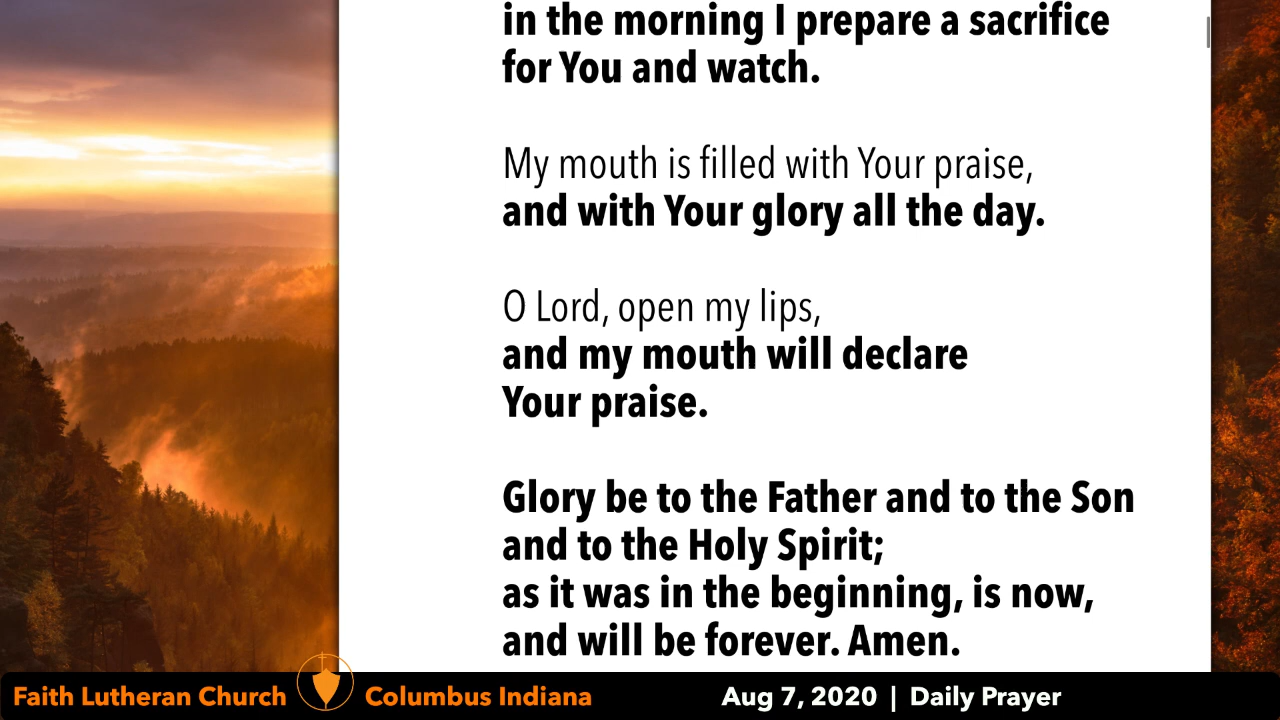 in the morning I prepare a sacrifice
for You and watch.
My mouth is filled with Your praise,
and with Your glory all the day.
O Lord, open my lips,
and my mouth will declare
Your praise.
Glory be to the Father and to the Son
and to the Holy Spirit;
as it was in the beginning, is now,
and will be forever. Amen.
Faith Lutheran Church Columbus Indiana Aug 7, 2020 | Daily Prayer